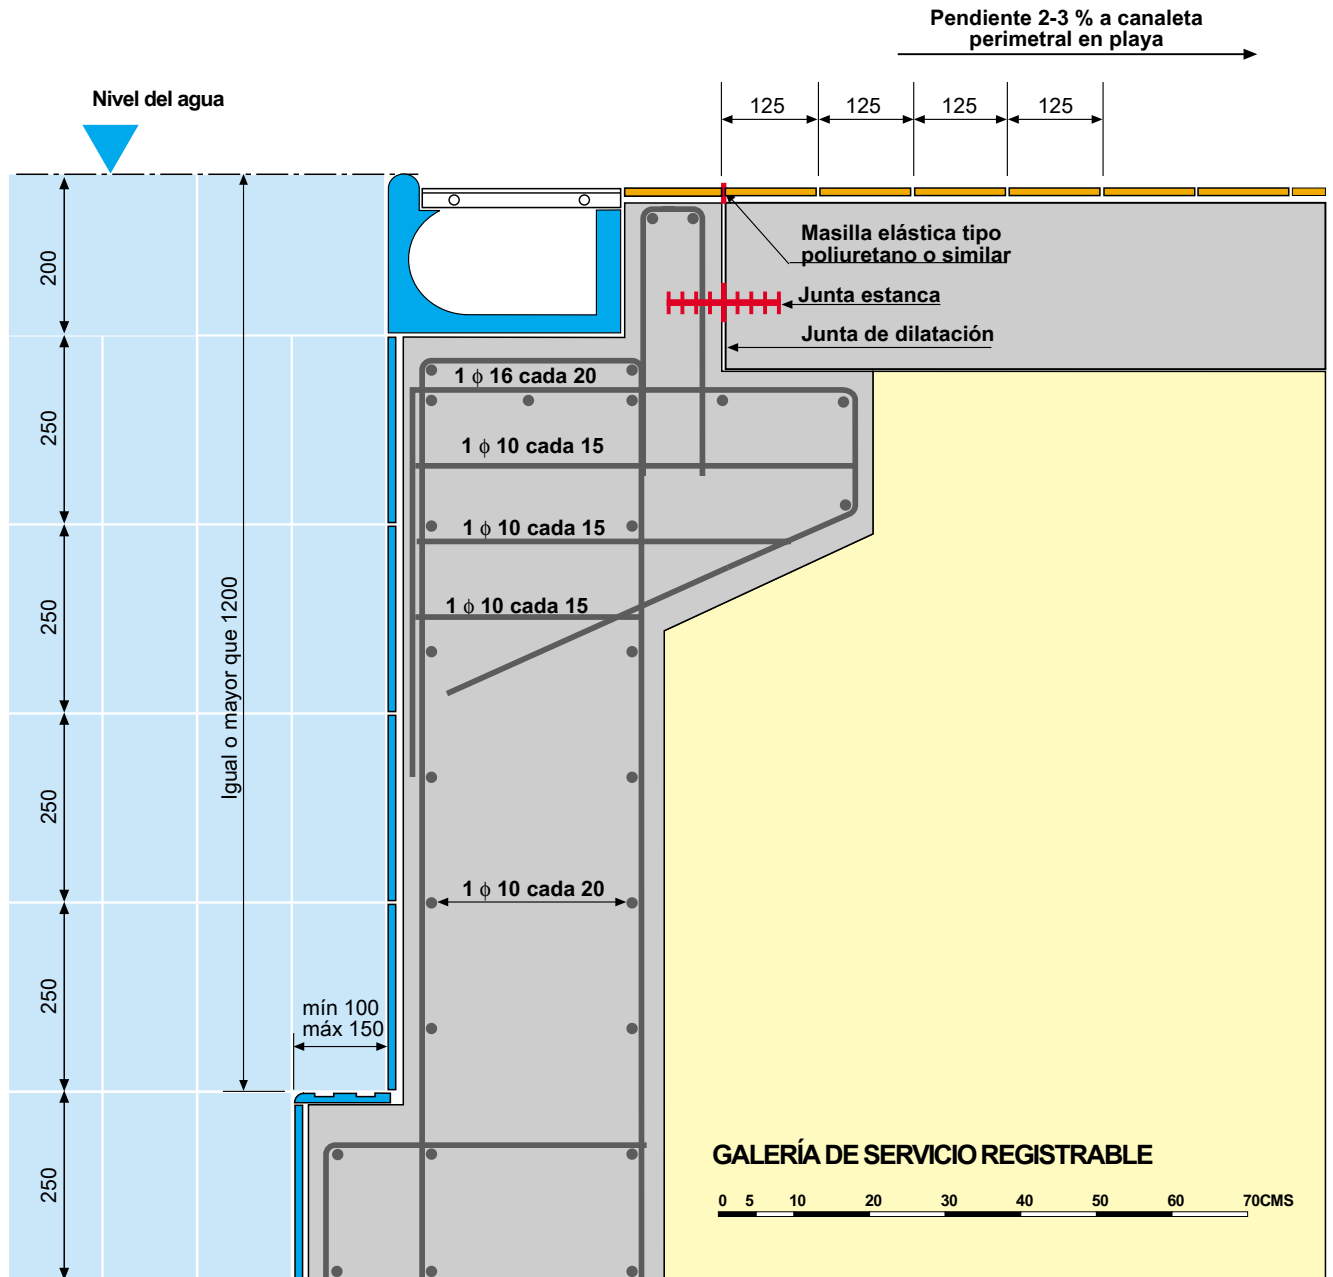 Pendiente 2-3 % a canaleta
perimetral en playa
Nivel del agua
125 125 125 125
Masilla elástica tipo
poliuretano o similar
Junta estanca
Junta de dilatación
200
250
250
250
250
250
Igual o mayor que 1200
1 ϕ 16 cada 20
1 ϕ 10 cada 15
1 ϕ 10 cada 15
1 ϕ 10 cada 15
1 ϕ 10 cada 20
mín 100
máx 150
GALERÍA DE SERVICIO REGISTRABLE
0 5 10 20 30 40 50 60 70CMS